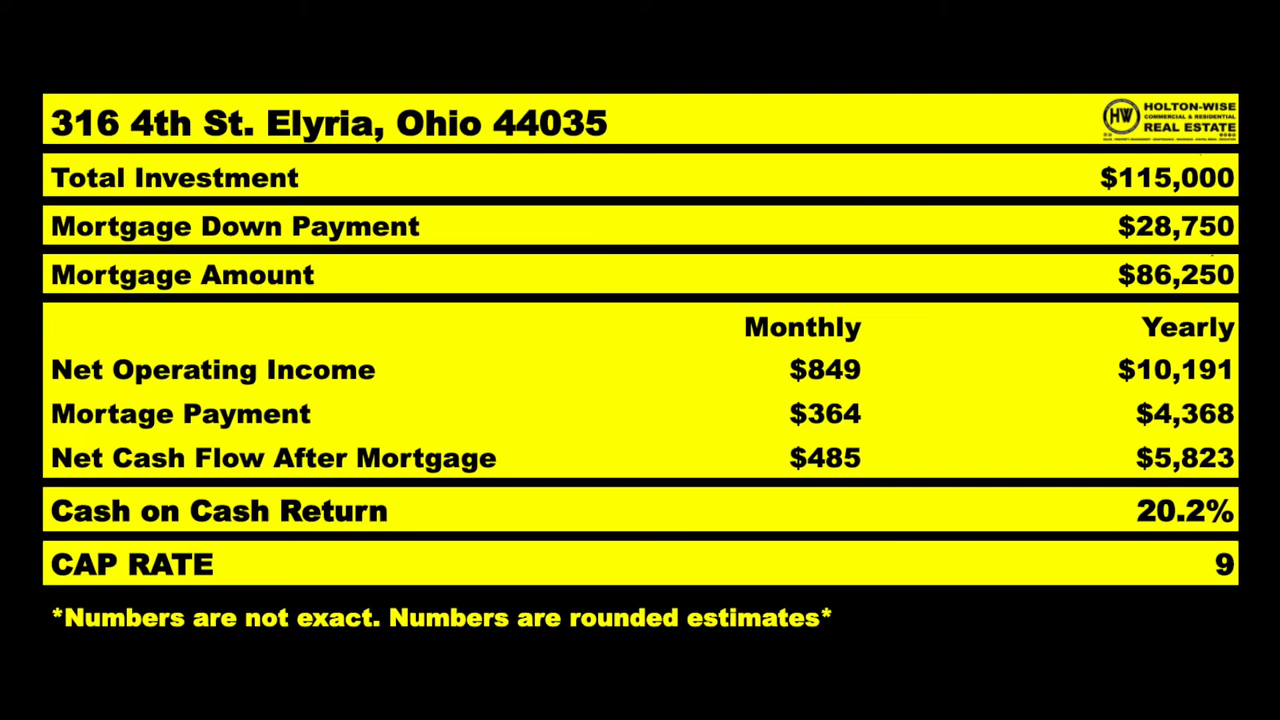 316 4th St. Elyria, Ohio 44035
HW
HOLTON-WISE
COMMERCIAL & RESIDENTIAL
REAL ESTATE
Total Investment $115,000
Mortgage Down Payment $28,750
Mortgage Amount $86,250
Monthly Yearly
Net Operating Income $849 $10,191
Mortage Payment $364 $4,368
Net Cash Flow After Mortgage $485 $5,823
Cash on Cash Return 20.2%
CAP RATE 9
*Numbers are not exact. Numbers are rounded estimates*